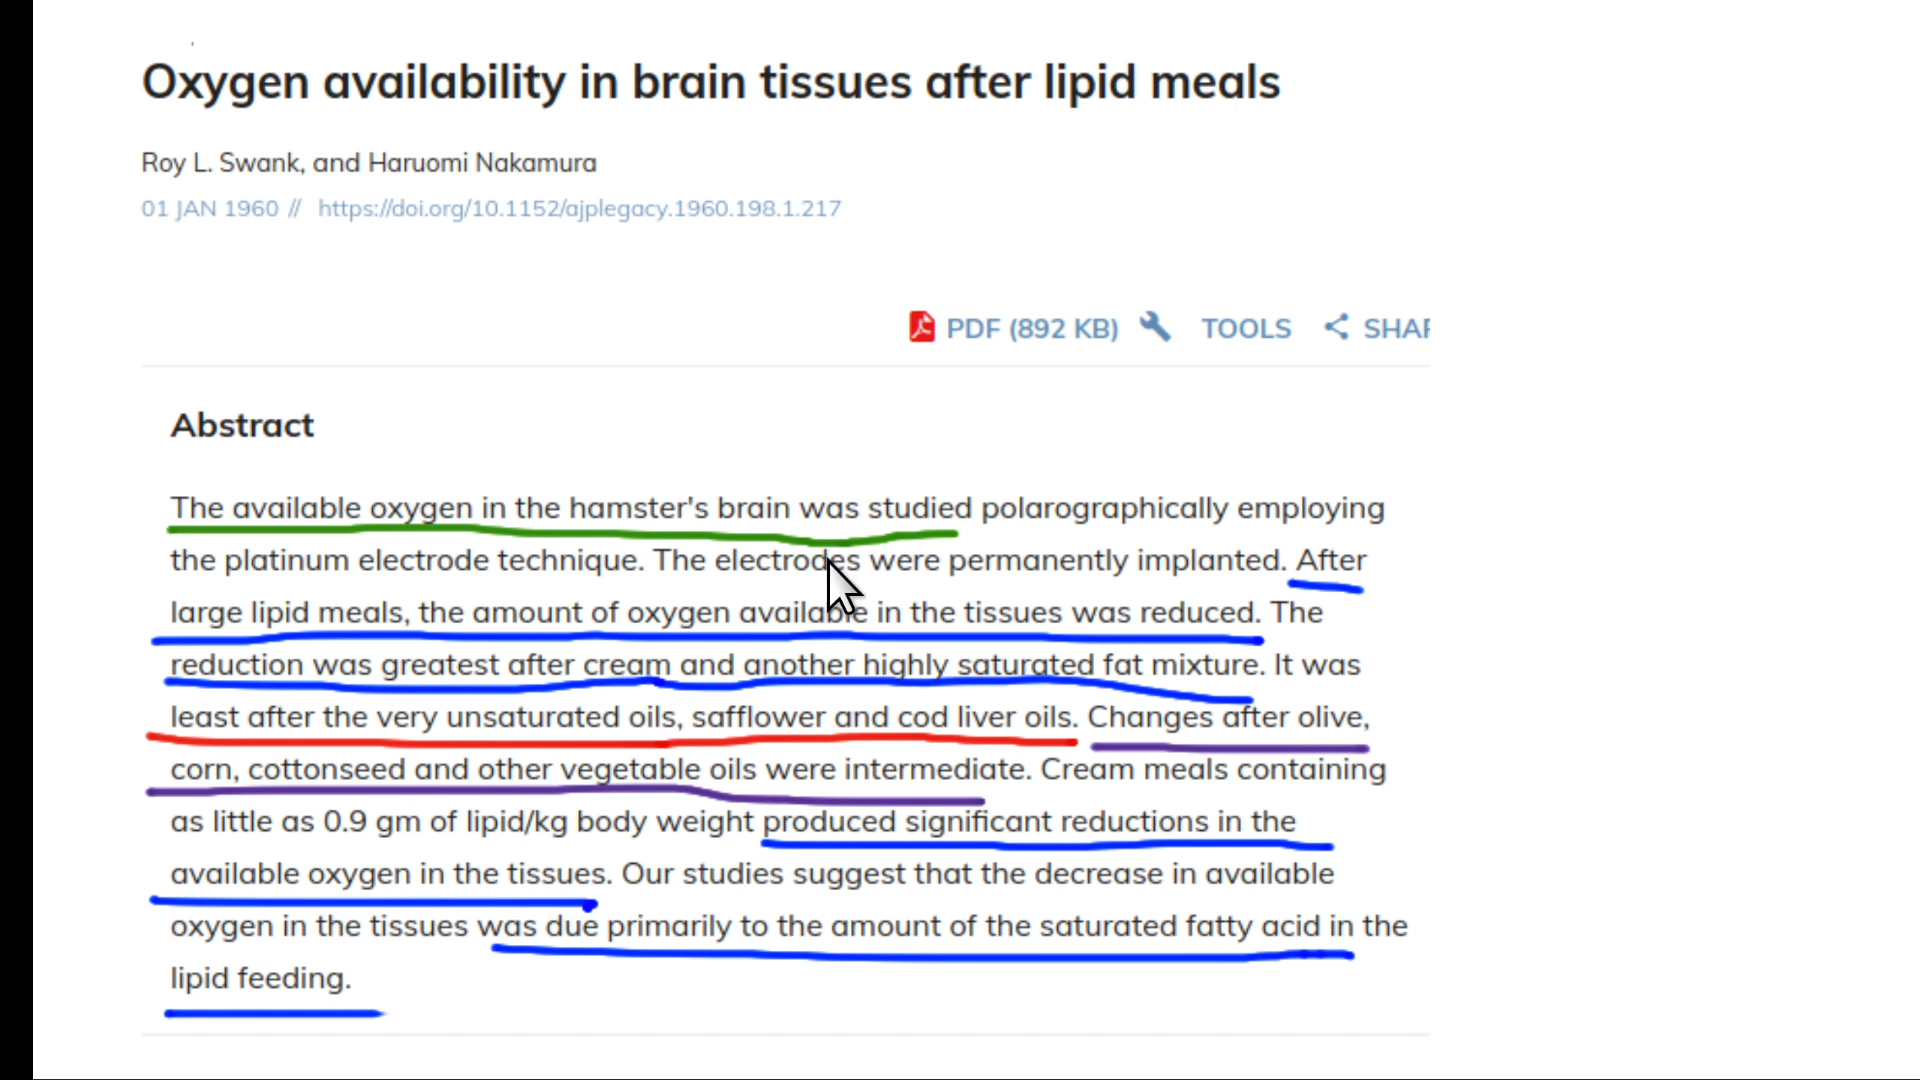 Oxygen availability in brain tissues after lipid meals
Roy L. Swank, and Haruomi Nakamura
01 JAN 1960 // https://doi.org/10.1152/ajplegacy.1960.198.1.217
PDF (892 KB) TOOLS SHAR
Abstract
The available oxygen in the hamster's brain was studied polarographically employing
the platinum electrode technique. The electrodes were permanently implanted. After
large lipid meals, the amount of oxygen available in the tissues was reduced. The
reduction was greatest after cream and another highly saturated fat mixture. It was
least after the very unsaturated oils, safflower and cod liver oils. Changes after olive,
corn, cottonseed and other vegetable oils were intermediate. Cream meals containing
as little as 0.9 gm of lipid/kg body weight produced significant reductions in the
available oxygen in the tissues. Our studies suggest that the decrease in available
oxygen in the tissues was due primarily to the amount of the saturated fatty acid in the
lipid feeding.